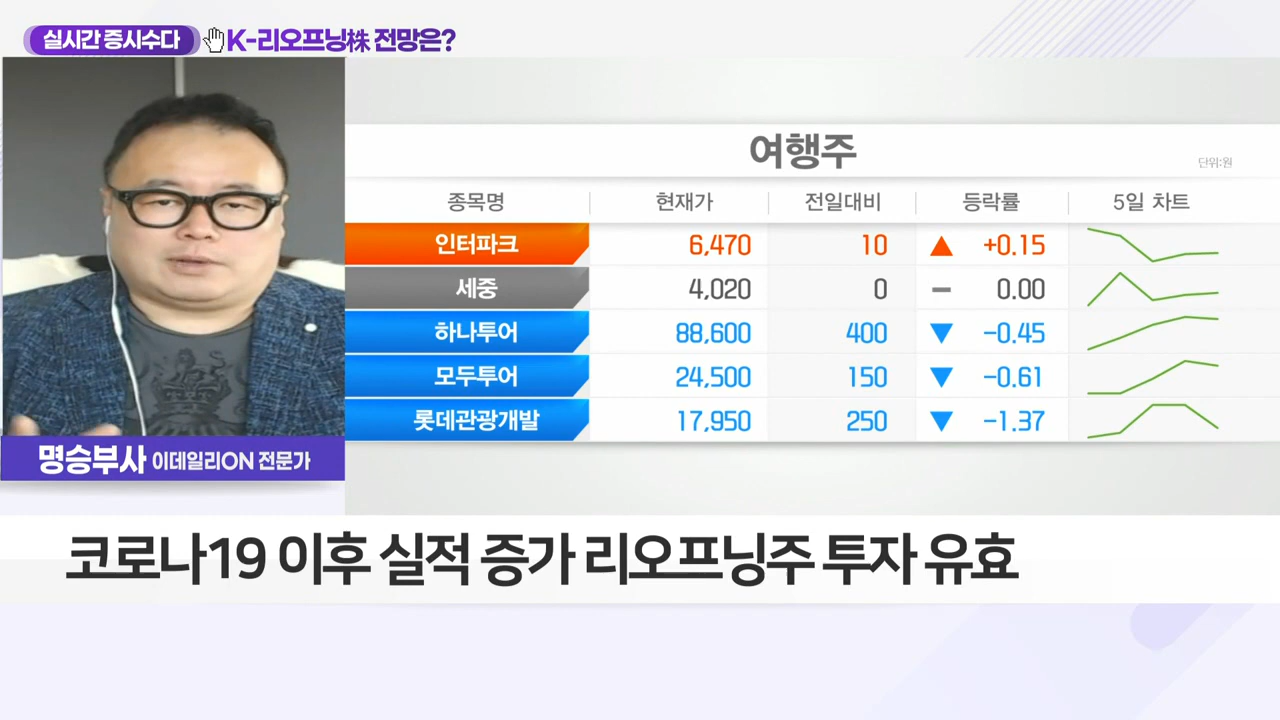 실시간 증시수다 K-리오프닝株 전망은?
여행주
단위:원
종목명 현재가 전일대비 등락률 5일 차트
인터파크 6,470 10 ▲ +0.15
세중 4,020 0 － 0.00
하나투어 88,600 400 ▼ -0.45
모두투어 24,500 150 ▼ -0.61
롯데관광개발 17,950 250 ▼ -1.37
명승부사 이데일리ON 전문가
코로나19 이후 실적 증가 리오프닝주 투자 유효